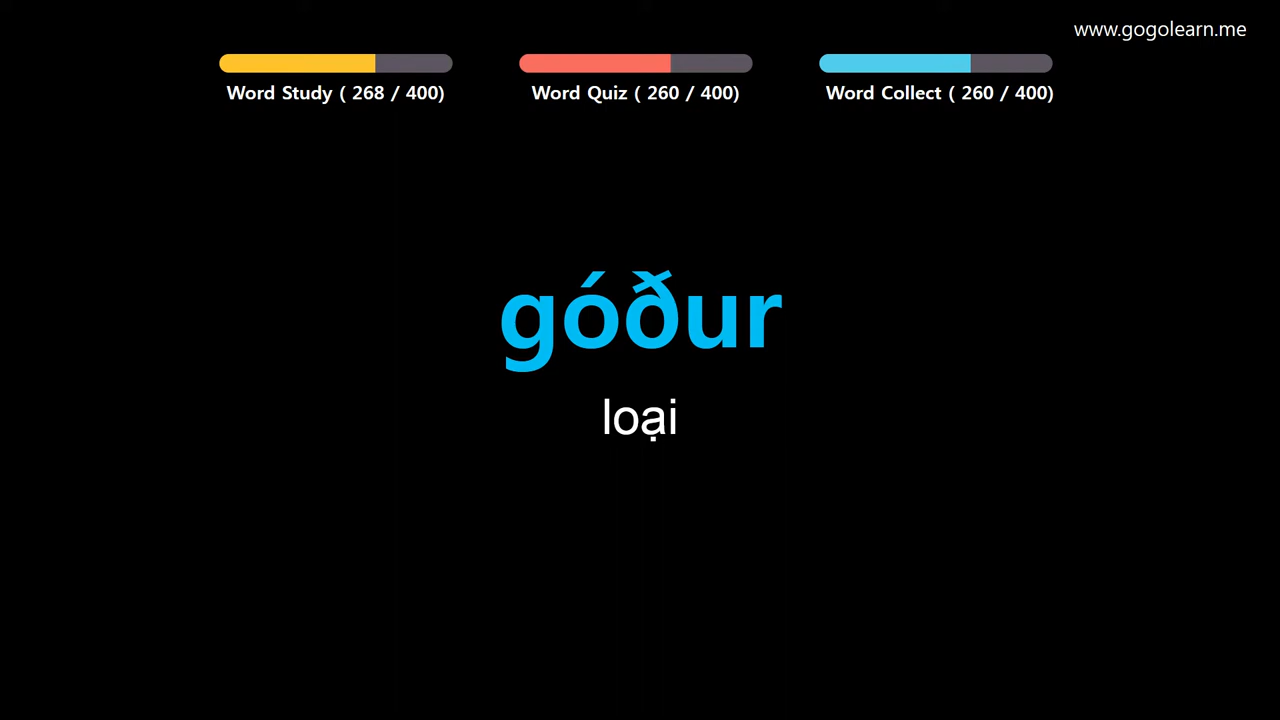 www.gogolearn.me
Word Study ( 268 / 400)
Word Quiz ( 260 / 400)
Word Collect ( 260 / 400)
góður
loại